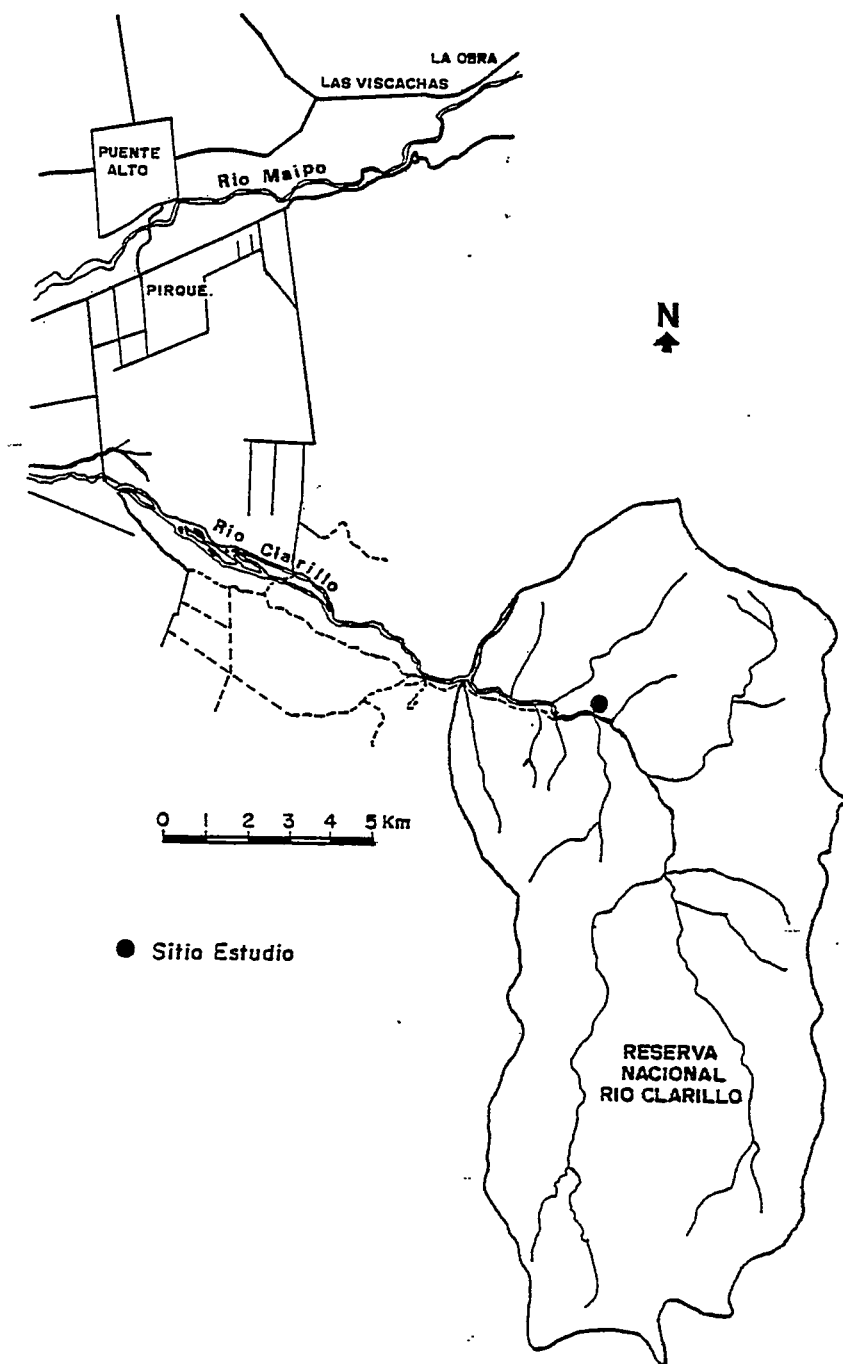 LA OBRA
LAS VISCACHAS
PUENTE
ALTO
Rio Maipo
PIRQUE.
N
Rio Clarillo
0 1 2 3 4 5 Km
Sitio Estudio
RESERVA
NACIONAL
RIO CLARILLO